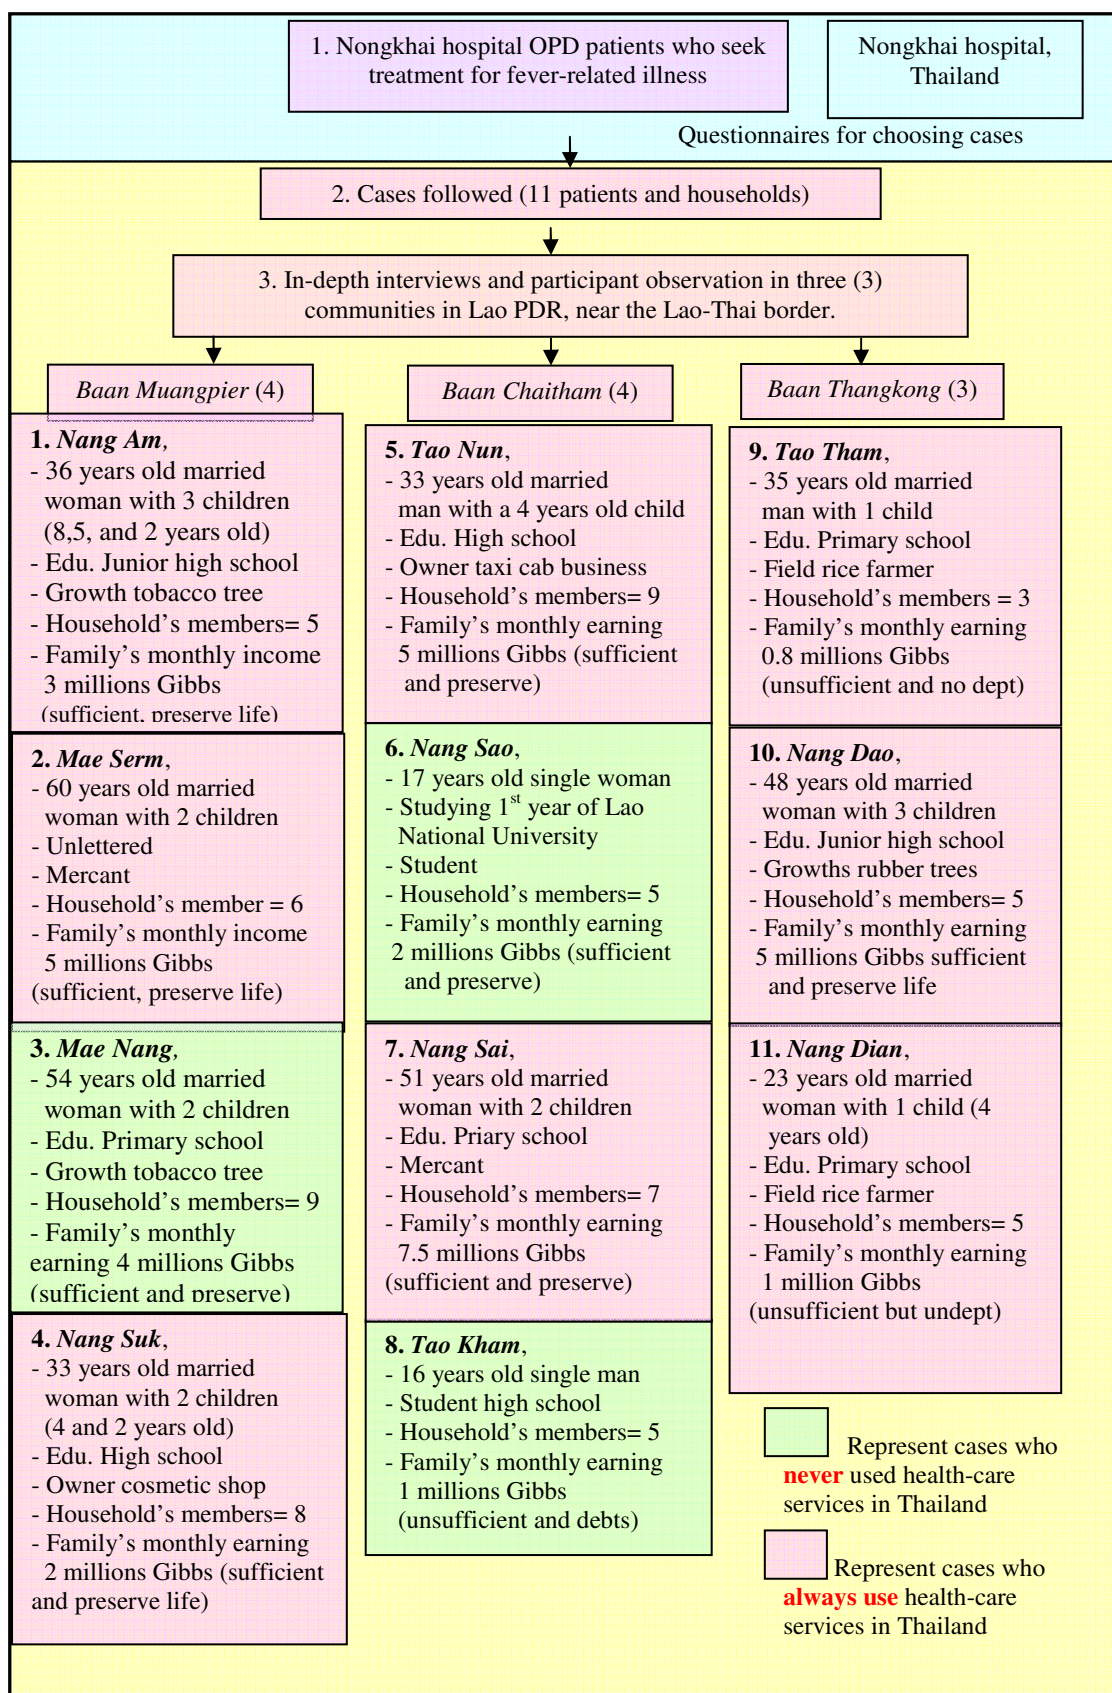 1. Nongkhai hospital OPD patients who seek
treatment for fever-related illness
Nongkhai hospital,
Thailand
Questionnaires for choosing cases
2. Cases followed (11 patients and households)
3. In-depth interviews and participant observation in three (3)
communities in Lao PDR, near the Lao-Thai border.
Baan Muangpier (4)
Baan Chaitham (4)
Baan Thangkong (3)
1. Nang Am,
- 36 years old married
woman with 3 children
(8,5, and 2 years old)
- Edu. Junior high school
- Growth tobacco tree
- Household's members= 5
- Family's monthly income
3 millions Gibbs
(sufficient, preserve life)
2. Mae Serm,
- 60 years old married
woman with 2 children
- Unlettered
- Mercant
- Household's member = 6
- Family's monthly income
5 millions Gibbs
(sufficient, preserve life)
3. Mae Nang,
- 54 years old married
woman with 2 children
- Edu. Primary school
- Growth tobacco tree
- Household's members= 9
- Family's monthly
earning 4 millions Gibbs
(sufficient and preserve)
4. Nang Suk,
- 33 years old married
woman with 2 children
(4 and 2 years old)
- Edu. High school
- Owner cosmetic shop
- Household's members= 8
- Family's monthly earning
2 millions Gibbs (sufficient
and preserve life)
5. Tao Nun,
- 33 years old married
man with a 4 years old child
- Edu. High school
- Owner taxi cab business
- Household's members= 9
- Family's monthly earning
5 millions Gibbs (sufficient
and preserve)
6. Nang Sao,
- 17 years old single woman
- Studying 1st year of Lao
National University
- Student
- Household's members= 5
- Family's monthly earning
2 millions Gibbs (sufficient
and preserve)
7. Nang Sai,
- 51 years old married
woman with 2 children
- Edu. Priary school
- Mercant
- Household's members= 7
- Family's monthly earning
7.5 millions Gibbs
(sufficient and preserve)
8. Tao Kham,
- 16 years old single man
- Student high school
- Household's members= 5
- Family's monthly earning
1 millions Gibbs
(unsufficient and debts)
9. Tao Tham,
- 35 years old married
man with 1 child
- Edu. Primary school
- Field rice farmer
- Household's members = 3
- Family's monthly earning
0.8 millions Gibbs
(unsufficient and no dept)
10. Nang Dao,
- 48 years old married
woman with 3 children
- Edu. Junior high school
- Growths rubber trees
- Household's members= 5
- Family's monthly earning
5 millions Gibbs sufficient
and preserve life
11. Nang Dian,
- 23 years old married
woman with 1 child (4
years old)
- Edu. Primary school
- Field rice farmer
- Household's members= 5
- Family's monthly earning
1 million Gibbs
(unsufficient but undept)
Represent cases who
never used health-care
services in Thailand
Represent cases who
always use health-care
services in Thailand